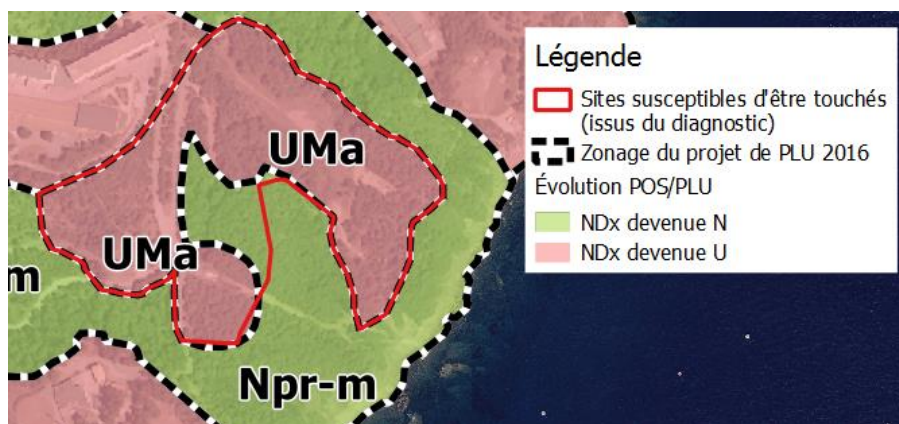 UMa
UMa
m
Npr-m
Légende
Sites susceptibles d'être touchés
(issus du diagnostic)
Zonage du projet de PLU 2016
Évolution POS/PLU
NDx devenue N
NDx devenue U